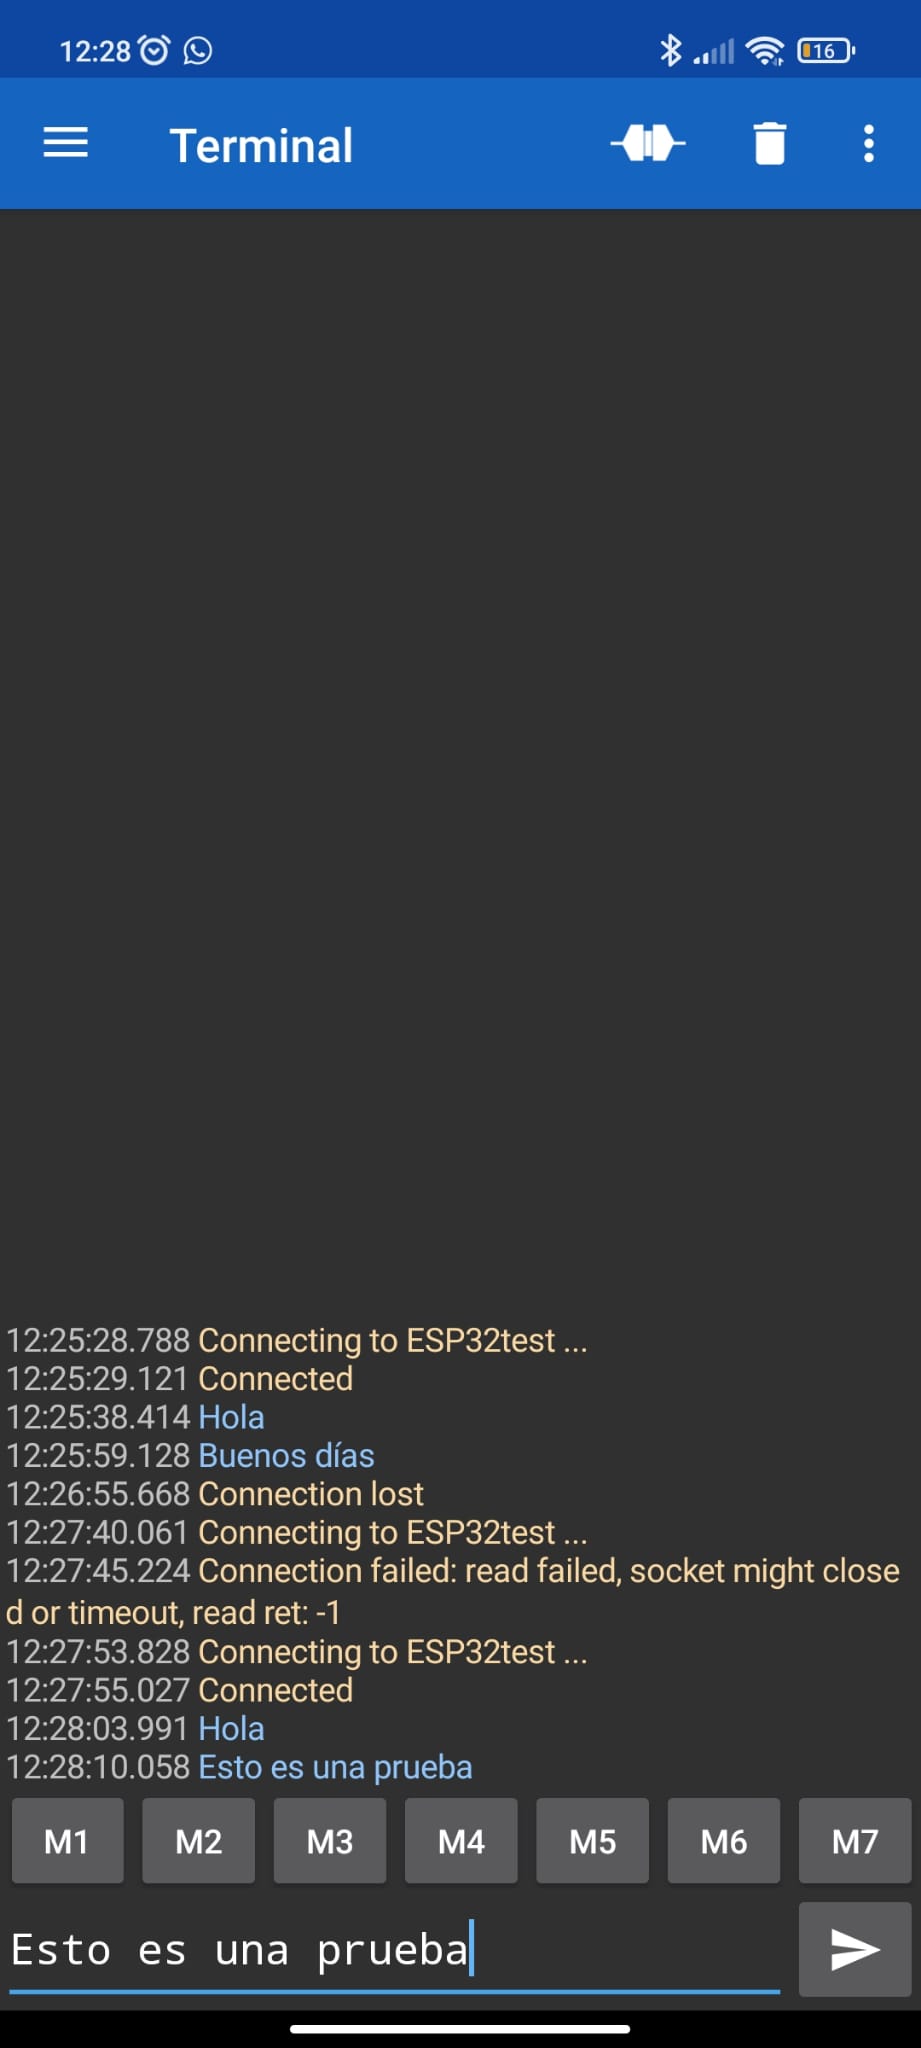 12:28
16
Terminal
12:25:28.788 Connecting to ESP32test ...
12:25:29.121 Connected
12:25:38.414 Hola
12:25:59.128 Buenos días
12:26:55.668 Connection lost
12:27:40.061 Connecting to ESP32test ...
12:27:45.224 Connection failed: read failed, socket might close
d or timeout, read ret: -1
12:27:53.828 Connecting to ESP32test ...
12:27:55.027 Connected
12:28:03.991 Hola
12:28:10.058 Esto es una prueba
M1 M2 M3 M4 M5 M6 M7
Esto es una prueba